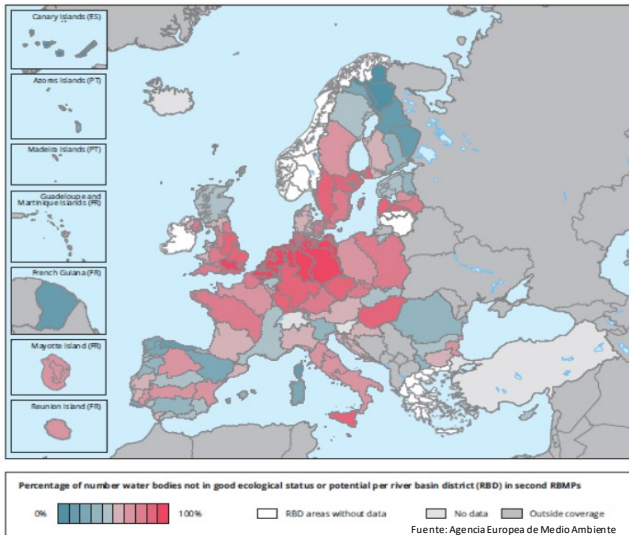 Canary Islands (ES)
Azores Islands (PT)
Madeira Islands (PT)
Guadeloupe and
Martinique Islands (FR)
French Guiana (FR)
Mayotte Island (FR)
Reunion Island (FR)
Percentage of number water bodies not in good ecological status or potential per river basin district (RBD) in second RBMPs
0% 100% RBD areas without data No data Outside coverage
Fuente: Agencia Europea de Medio Ambiente